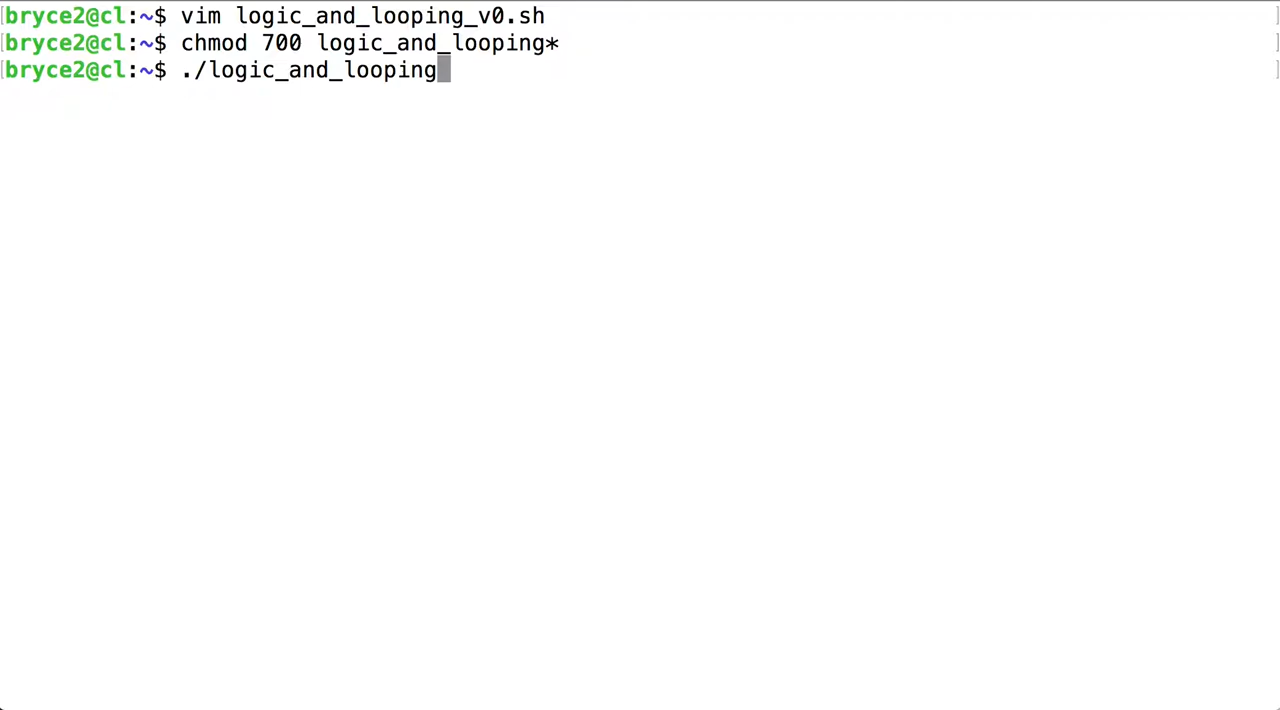 [bryce2@cl:~$ vim logic_and_looping_v0.sh ]
[bryce2@cl:~$ chmod 700 logic_and_looping* ]
[bryce2@cl:~$ ./logic_and_looping ]